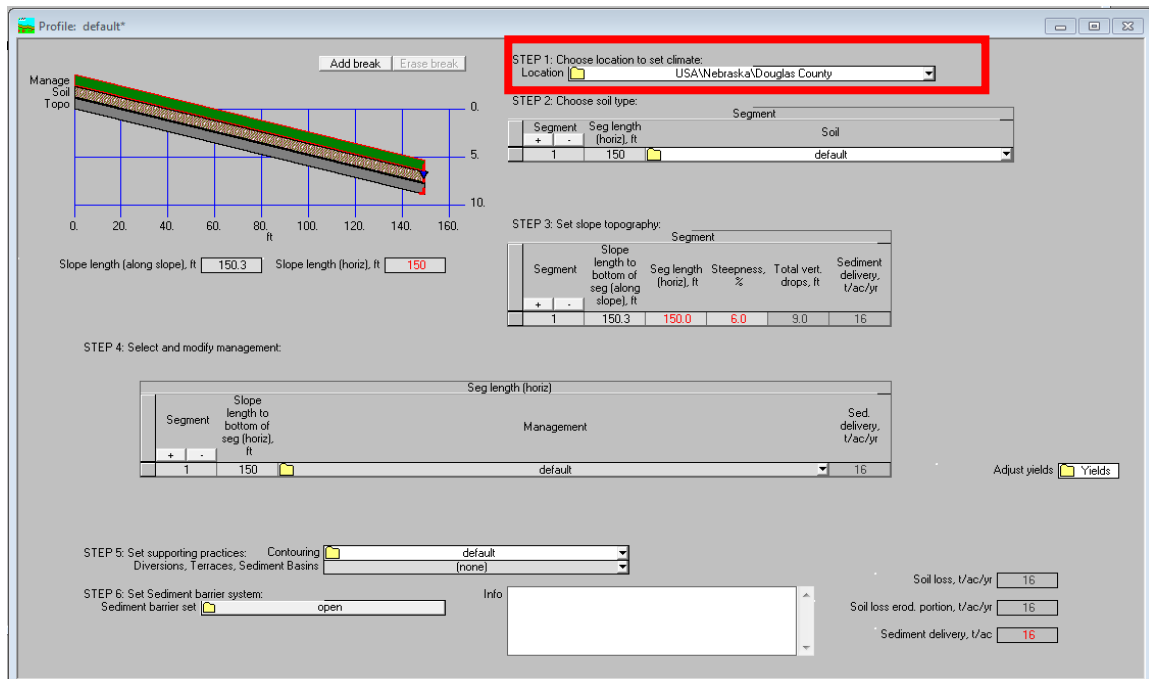 Profile: default*
Add break Erase break
Manage
Soil
Topo
0.
5.
10.
0. 20. 40. 60. 80. 100. 120. 140. 160.
ft
Slope length (along slope), ft 150.3 Slope length (horiz), ft 150
STEP 1: Choose location to set climate:
Location USA\Nebraska\Douglas County
STEP 2: Choose soil type:
Segment
Segment Seg length (horiz), ft Soil
+ -
1 150 default
STEP 3: Set slope topography:
Segment
Segment Slope length to bottom of seg (along slope), ft Seg length (horiz), ft Steepness, % Total vert. drops, ft Sediment delivery, t/ac/yr
+ -
1 150.3 150.0 6.0 9.0 16
STEP 4: Select and modify management:
Seg length (horiz)
Segment Slope length to bottom of seg (horiz), ft Management Sed. delivery, t/ac/yr
+ -
1 150 default 16
Adjust yields Yields
STEP 5: Set supporting practices: Contouring default
Diversions, Terraces, Sediment Basins (none)
STEP 6: Set Sediment barrier system:
Sediment barrier set open
Info
Soil loss, t/ac/yr 16
Soil loss erod. portion, t/ac/yr 16
Sediment delivery, t/ac 16